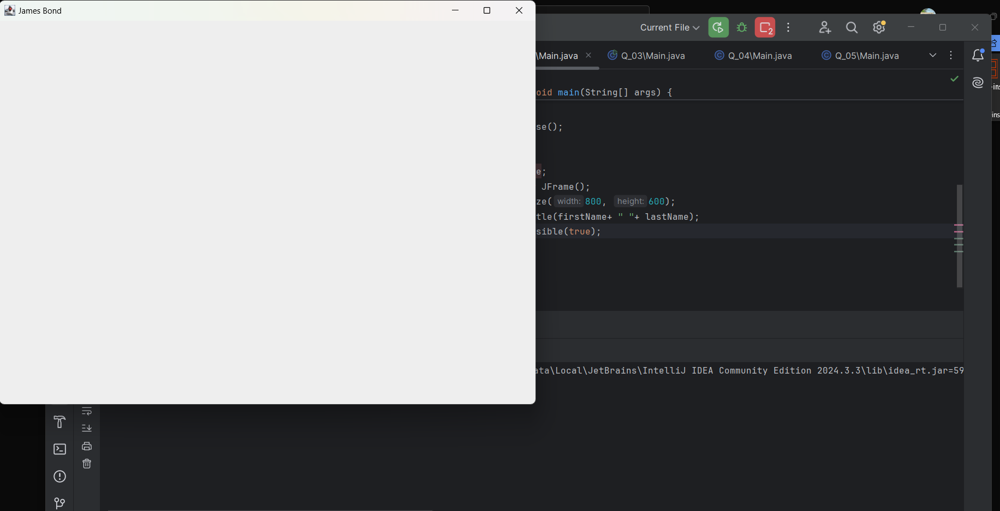 James Bond
Current File
2
\Main.java
Q_03\Main.java
Q_04\Main.java
Q_05\Main.java
oid main(String[] args) {
se();
e;
JFrame();
ze( width: 800, height: 600);
tle(firstName+ " "+ lastName);
sible(true);
ata\Local\JetBrains\IntelliJ IDEA Community Edition 2024.3.3\lib\idea_rt.jar=59
-ins
ins